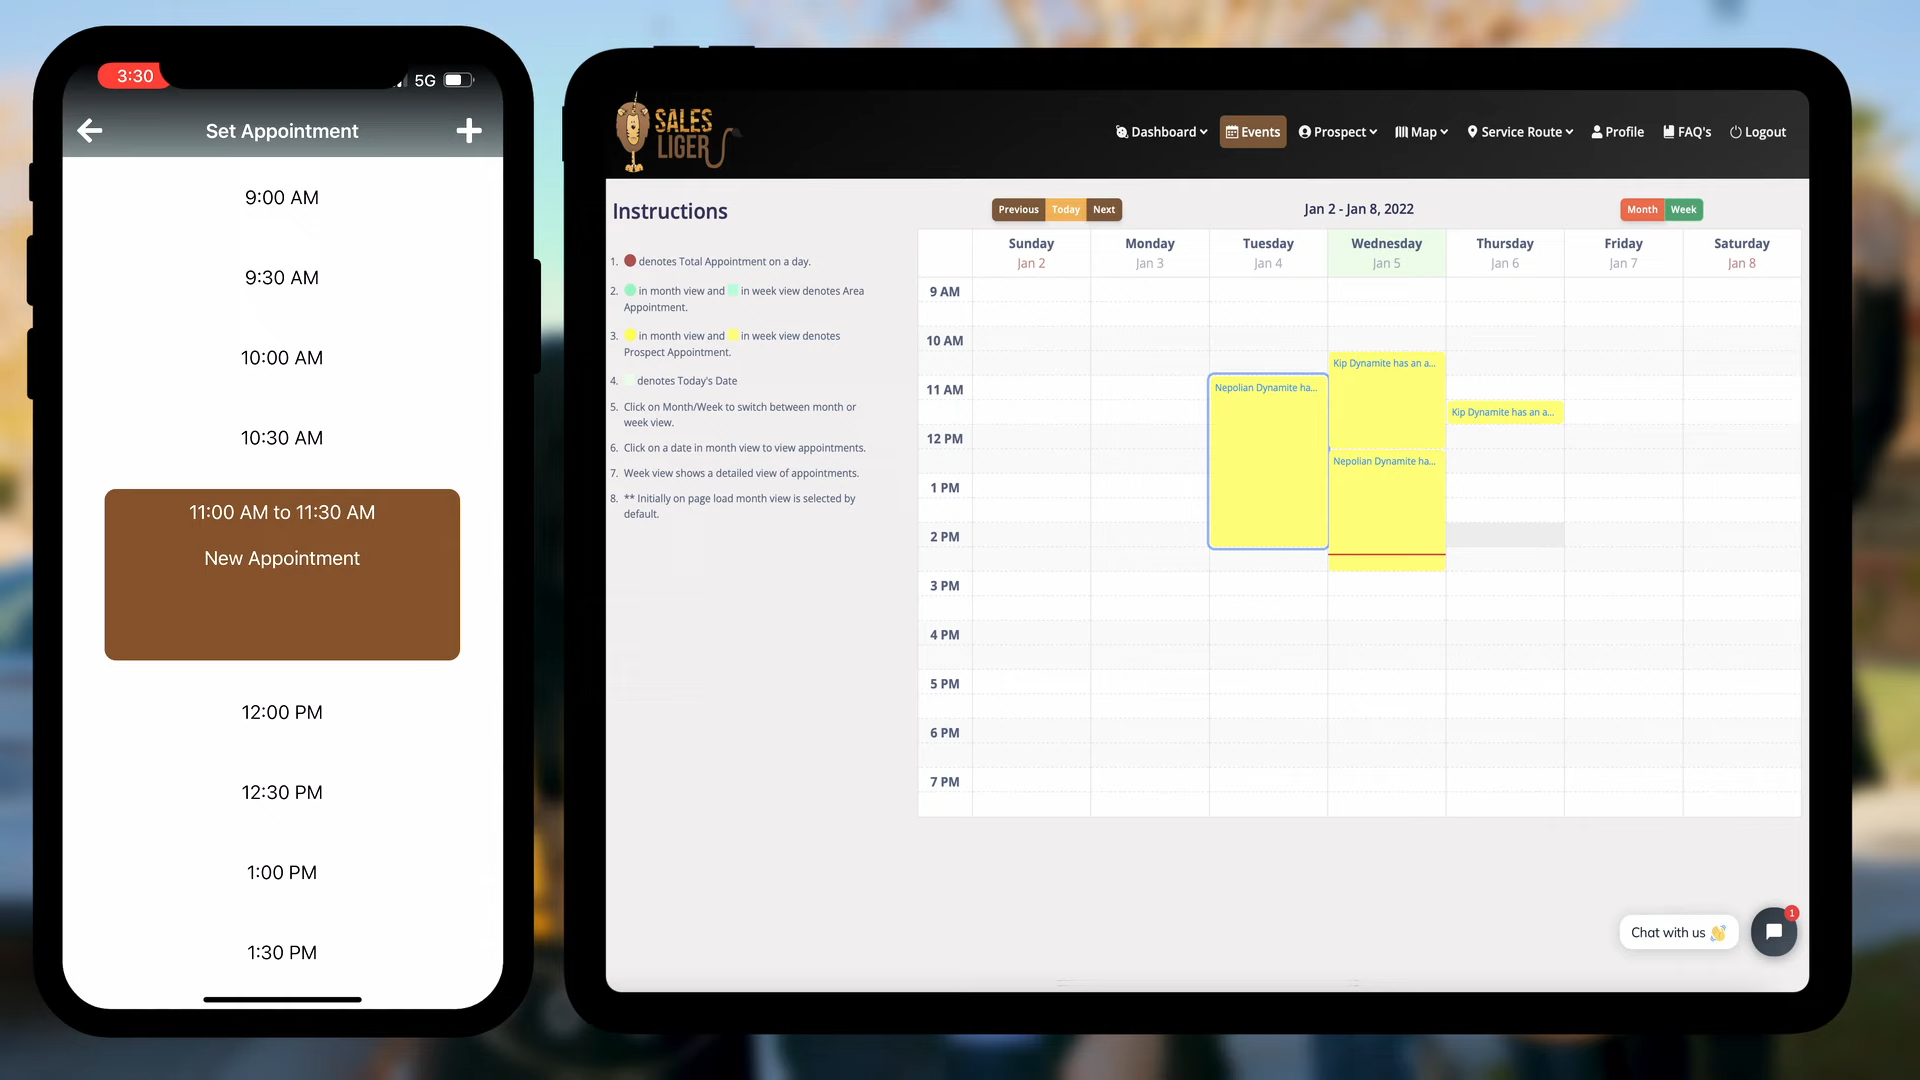 3:30
5G
Set Appointment
9:00 AM
9:30 AM
10:00 AM
10:30 AM
11:00 AM to 11:30 AM
New Appointment
12:00 PM
12:30 PM
1:00 PM
1:30 PM
SALES
LIGER
Dashboard
Events
Prospect
Map
Service Route
Profile
FAQ's
Logout
Instructions
1. denotes Total Appointment on a day.
2. in month view and in week view denotes Area
Appointment.
3. in month view and in week view denotes
Prospect Appointment.
4. denotes Today's Date
5. Click on Month/Week to switch between month or
week view.
6. Click on a date in month view to view appointments.
7. Week view shows a detailed view of appointments.
8. ** Initially on page load month view is selected by
default.
Previous Today Next
Jan 2 - Jan 8, 2022
Month Week
Sunday Monday Tuesday Wednesday Thursday Friday Saturday
Jan 2 Jan 3 Jan 4 Jan 5 Jan 6 Jan 7 Jan 8
9 AM
10 AM
Kip Dynamite has an a...
11 AM
Nepolian Dynamite ha...
Kip Dynamite has an a...
12 PM
Nepolian Dynamite ha...
1 PM
2 PM
3 PM
4 PM
5 PM
6 PM
7 PM
Chat with us 👋
1